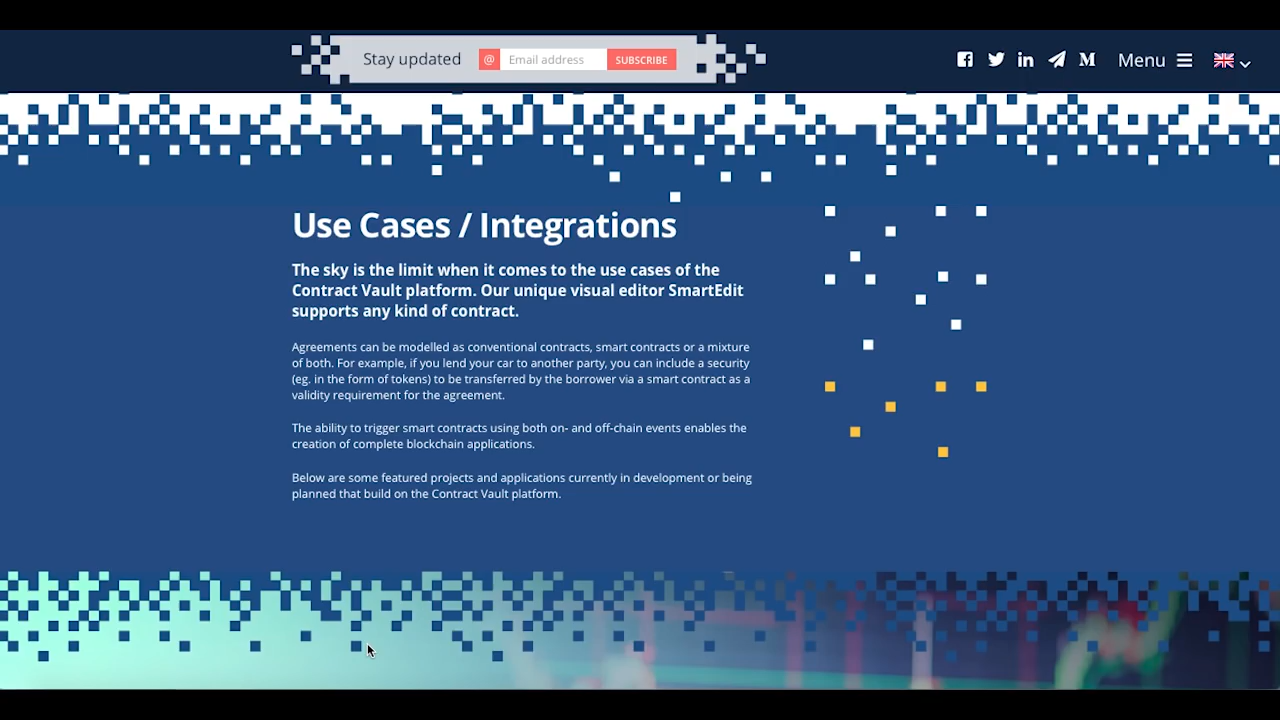 Stay updated @ Email address SUBSCRIBE Menu
Use Cases / Integrations
The sky is the limit when it comes to the use cases of the
Contract Vault platform. Our unique visual editor SmartEdit
supports any kind of contract.
Agreements can be modelled as conventional contracts, smart contracts or a mixture
of both. For example, if you lend your car to another party, you can include a security
(eg. in the form of tokens) to be transferred by the borrower via a smart contract as a
validity requirement for the agreement.
The ability to trigger smart contracts using both on- and off-chain events enables the
creation of complete blockchain applications.
Below are some featured projects and applications currently in development or being
planned that build on the Contract Vault platform.